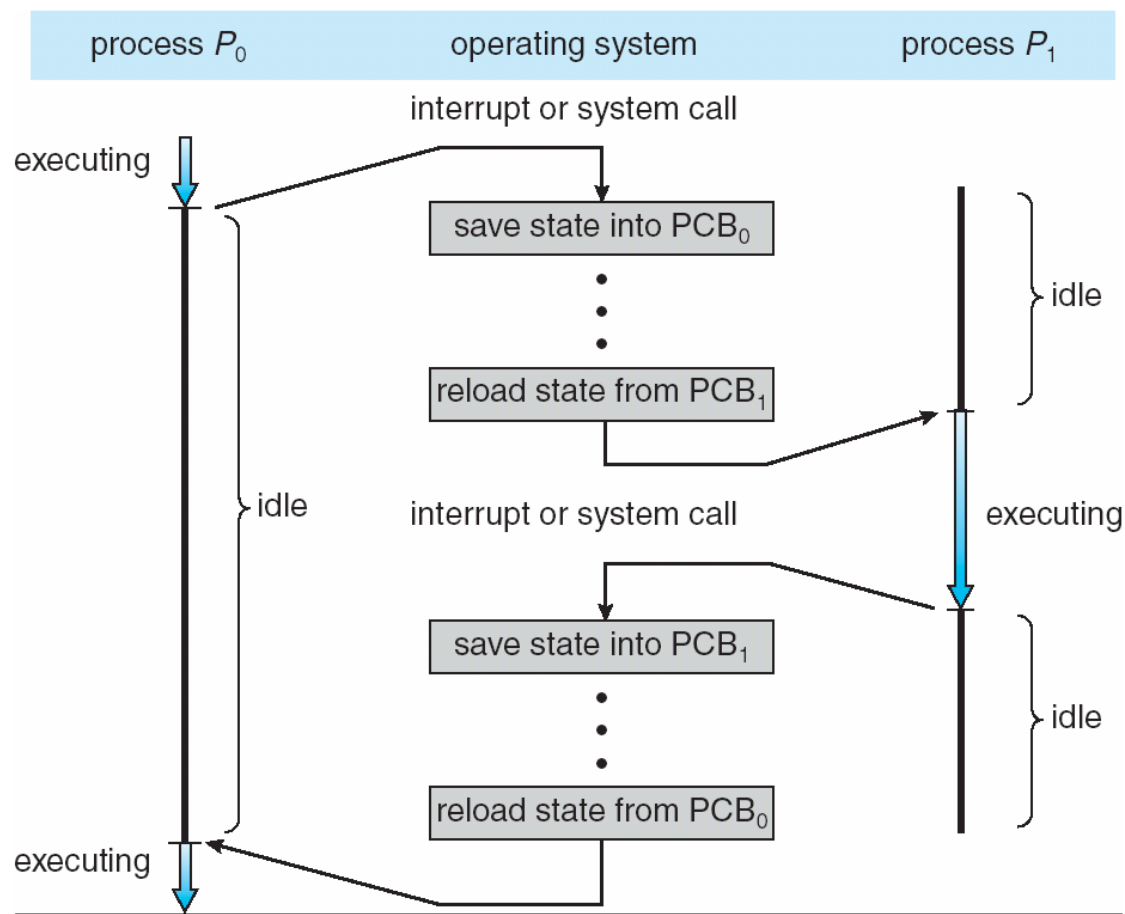 process P₀ operating system process P₁
interrupt or system call
executing
save state into PCB₀
idle
reload state from PCB₁
idle
interrupt or system call
executing
save state into PCB₁
idle
reload state from PCB₀
executing